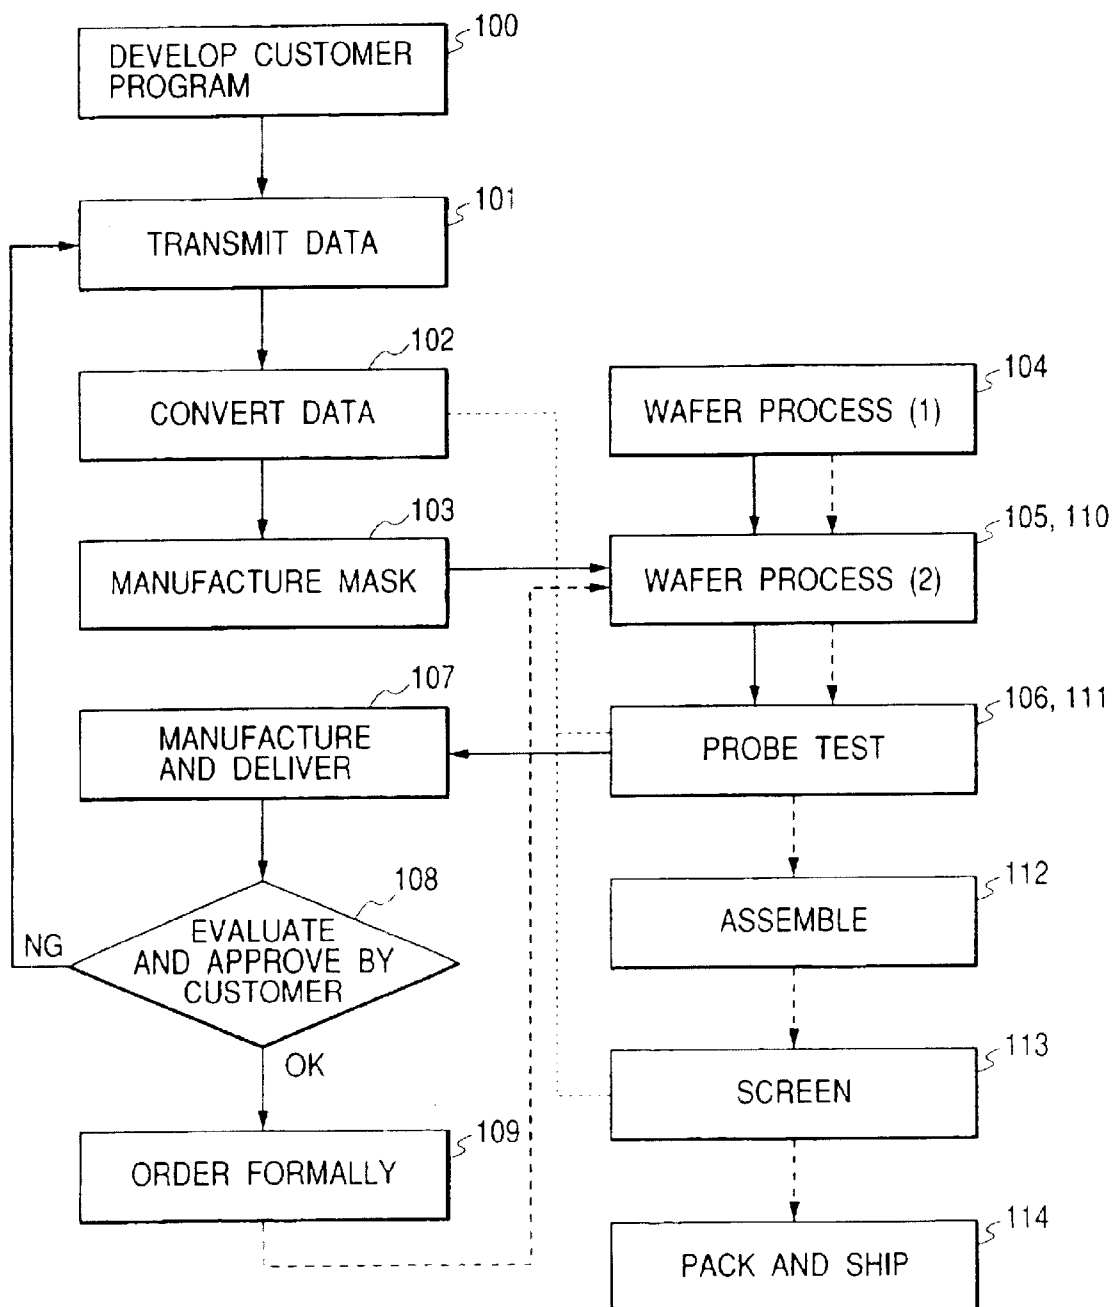 100
DEVELOP CUSTOMER
PROGRAM
101
TRANSMIT DATA
102
CONVERT DATA
104
WAFER PROCESS (1)
103
MANUFACTURE MASK
105, 110
WAFER PROCESS (2)
107
MANUFACTURE
AND DELIVER
106, 111
PROBE TEST
108
EVALUATE
AND APPROVE BY
CUSTOMER
NG
OK
112
ASSEMBLE
113
SCREEN
109
ORDER FORMALLY
114
PACK AND SHIP